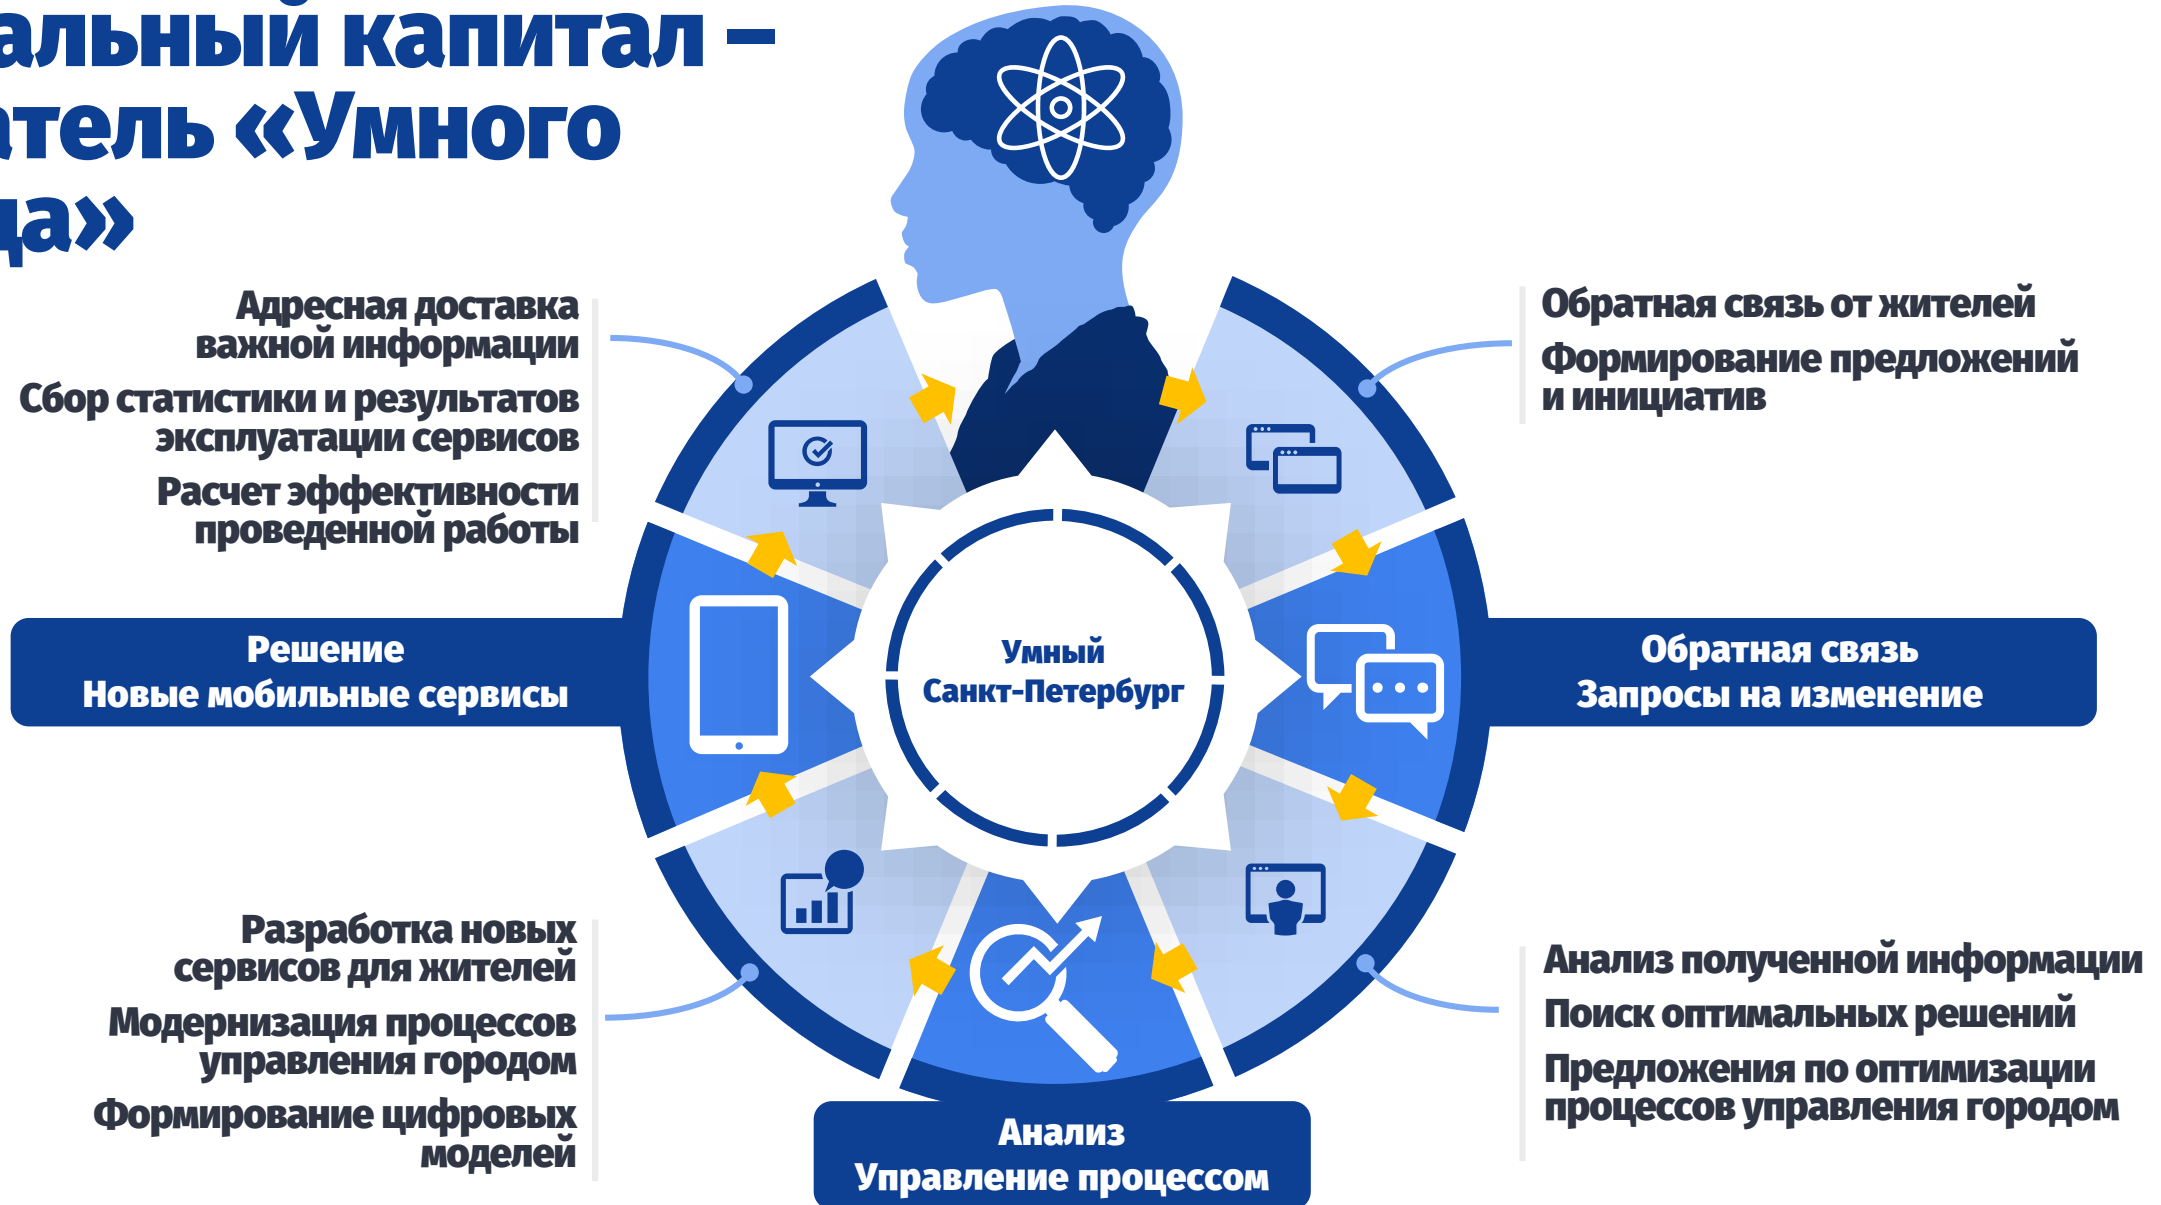 альный капитал –
атель «Умного
да»
Адресная доставка
важной информации
Сбор статистики и результатов
эксплуатации сервисов
Расчет эффективности
проведенной работы
Обратная связь от жителей
Формирование предложений
и инициатив
Решение
Новые мобильные сервисы
Умный
Санкт-Петербург
Обратная связь
Запросы на изменение
Разработка новых
сервисов для жителей
Модернизация процессов
управления городом
Формирование цифровых
моделей
Анализ полученной информации
Поиск оптимальных решений
Предложения по оптимизации
процессов управления городом
Анализ
Управление процессом